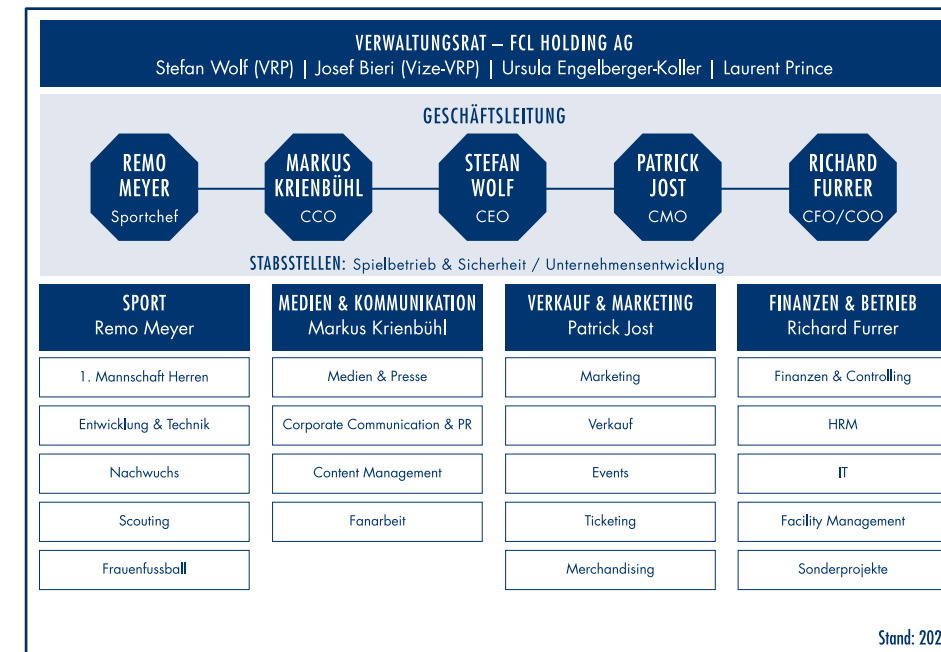 VERWALTUNGSRAT – FCL HOLDING AG
Stefan Wolf (VRP) | Josef Bieri (Vize-VRP) | Ursula Engelberger-Koller | Laurent Prince
GESCHÄFTSLEITUNG
REMO
MEYER
Sportchef
MARKUS
KRIENBÜHL
CCO
STEFAN
WOLF
CEO
PATRICK
JOST
CMO
RICHARD
FURRER
CFO/COO
STABSSTELLEN: Spielbetrieb & Sicherheit / Unternehmensentwicklung
SPORT
Remo Meyer
1. Mannschaft Herren
Entwicklung & Technik
Nachwuchs
Scouting
Frauenfussball
MEDIEN & KOMMUNIKATION
Markus Krienbühl
Medien & Presse
Corporate Communication & PR
Content Management
Fanarbeit
VERKAUF & MARKETING
Patrick Jost
Marketing
Verkauf
Events
Ticketing
Merchandising
FINANZEN & BETRIEB
Richard Furrer
Finanzen & Controlling
HRM
IT
Facility Management
Sonderprojekte
Stand: 202